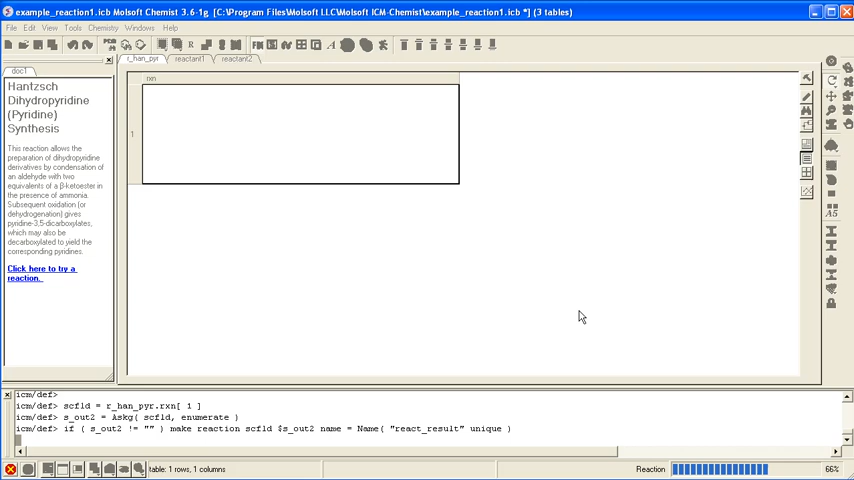 example_reaction1.icb Molsoft Chemist 3.6-1g [C:\Program Files\Molsoft LLC\Molsoft ICM-Chemist\example_reaction1.icb *] (3 tables)
File Edit View Tools Chemistry Windows Help
doc1
r_han_pyr reactant1 reactant2
rxn
1
Hantzsch
Dihydropyridine
(Pyridine)
Synthesis
This reaction allows the
preparation of dihydropyridine
derivatives by condensation of
an aldehyde with two
equivalents of a β-ketoester in
the presence of ammonia.
Subsequent oxidation (or
dehydrogenation) gives
pyridine-3,5-dicarboxylates,
which may also be
decarboxylated to yield the
corresponding pyridines.
Click here to try a
reaction.
icm/def>
icm/def> scfld = r_han_pyr.rxn[ 1 ]
icm/def> s_out2 = Askg( scfld, enumerate )
icm/def> if ( s_out2 != "" ) make reaction scfld $s_out2 name = Name( "react_result" unique )
table: 1 rows, 1 columns
Reaction 66%